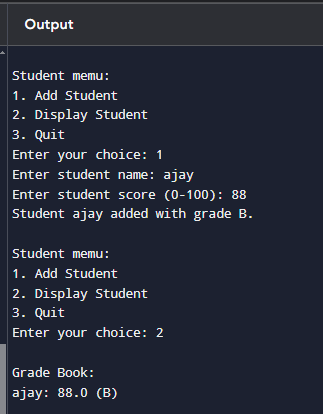 Output
Student memu:
1. Add Student
2. Display Student
3. Quit
Enter your choice: 1
Enter student name: ajay
Enter student score (0-100): 88
Student ajay added with grade B.
Student memu:
1. Add Student
2. Display Student
3. Quit
Enter your choice: 2
Grade Book:
ajay: 88.0 (B)